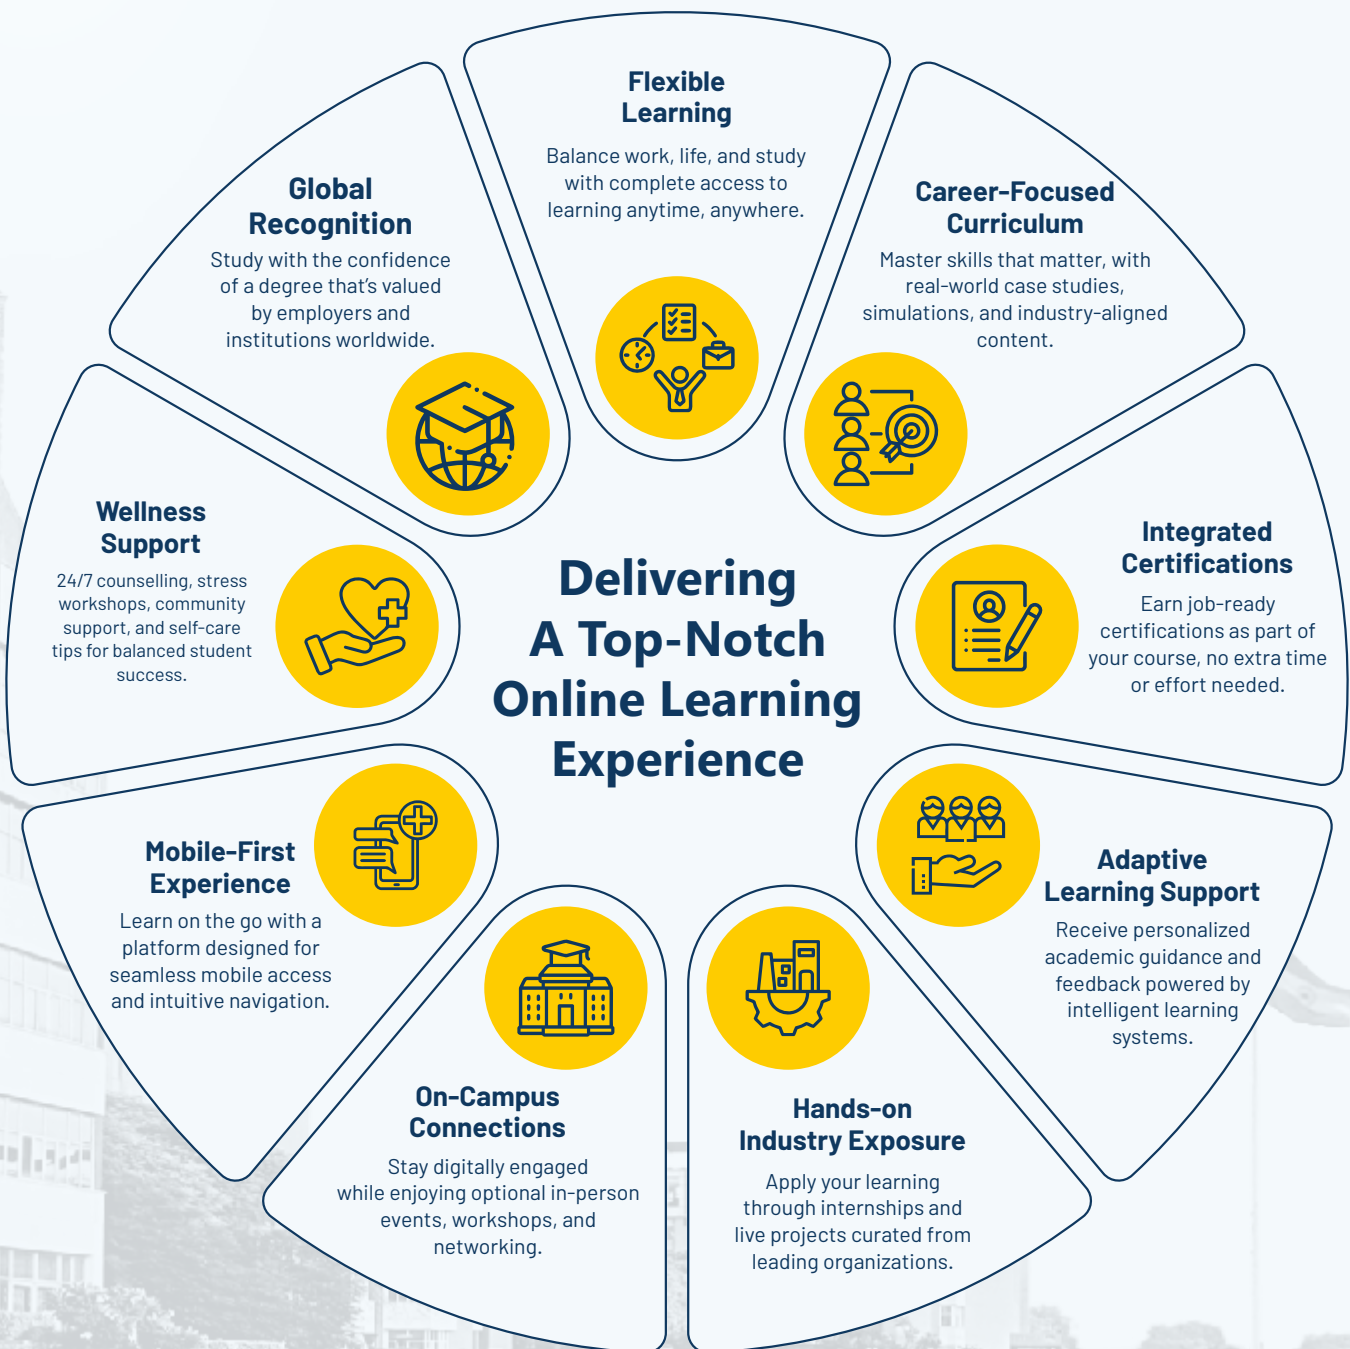 Flexible
Learning
Balance work, life, and study
with complete access to
learning anytime, anywhere.
Career-Focused
Curriculum
Master skills that matter, with
real-world case studies,
simulations, and industry-aligned
content.
Integrated
Certifications
Earn job-ready
certifications as part of
your course, no extra time
or effort needed.
Adaptive
Learning Support
Receive personalized
academic guidance and
feedback powered by
intelligent learning
systems.
Hands-on
Industry Exposure
Apply your learning
through internships and
live projects curated from
leading organizations.
On-Campus
Connections
Stay digitally engaged
while enjoying optional in-person
events, workshops, and
networking.
Mobile-First
Experience
Learn on the go with a
platform designed for
seamless mobile access
and intuitive navigation.
Wellness
Support
24/7 counselling, stress
workshops, community
support, and self-care
tips for balanced student
success.
Global
Recognition
Study with the confidence
of a degree that's valued
by employers and
institutions worldwide.
Delivering
A Top-Notch
Online Learning
Experience